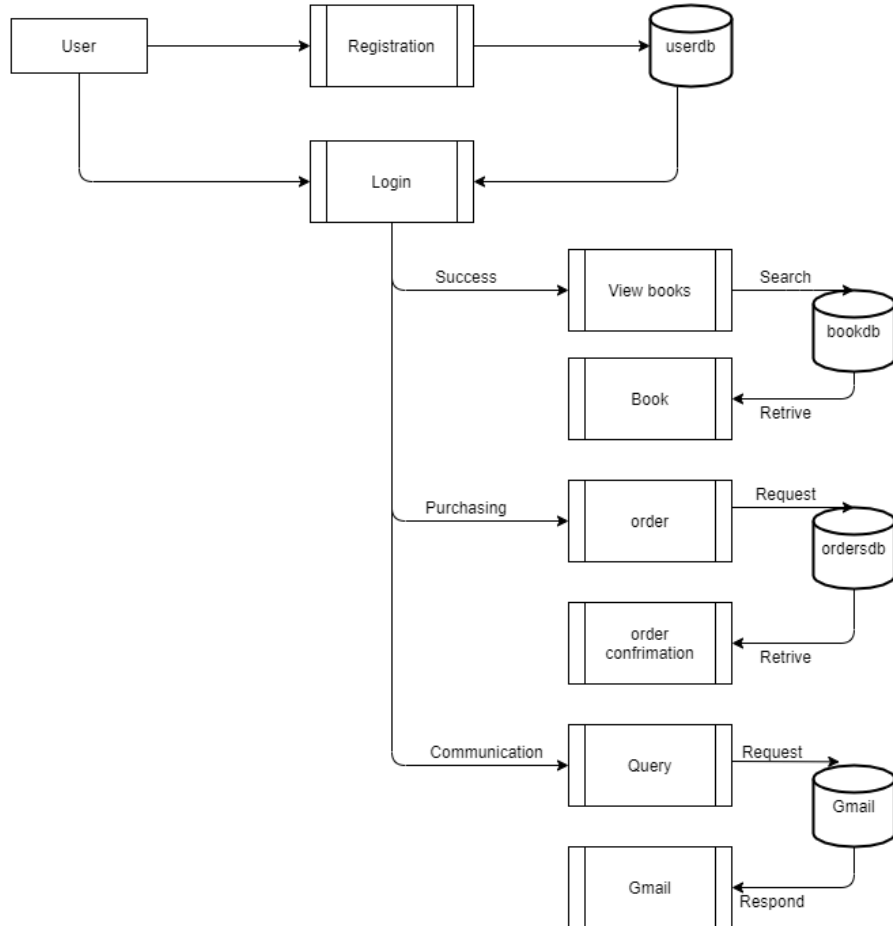 User
Registration
userdb
Login
Success
View books
Search
bookdb
Book
Retrive
Purchasing
order
Request
ordersdb
order
confrimation
Retrive
Communication
Query
Request
Gmail
Gmail
Respond